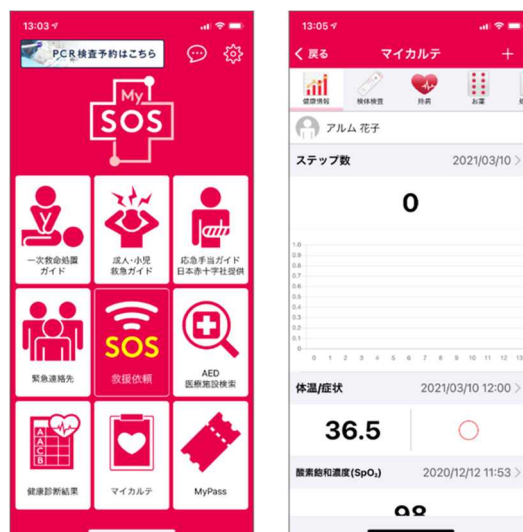 13:03
PCR検査予約はこちら
My
SOS
一次救命処置
ガイド
成人・小児
救急ガイド
応急手当ガイド
日本赤十字社提供
緊急連絡先
SOS
救援依頼
AED
医療施設検索
A
A
C
B
健康診断結果
マイカルテ
MyPass
13:05
戻る
マイカルテ
+
健康情報
検体検査
持病
お薬
アルム 花子
ステップ数
2021/03/10 >
0
1.0
0.9
0.8
0.6
0.5
0.4
0.3
0.2
0.1
0
0 1 2 3 4 5 6 7 8 9 10 11 12 13
体温/症状
2021/03/10 12:00 >
36.5
酸素飽和濃度(SpO₂)
2020/12/12 11:53 >
98